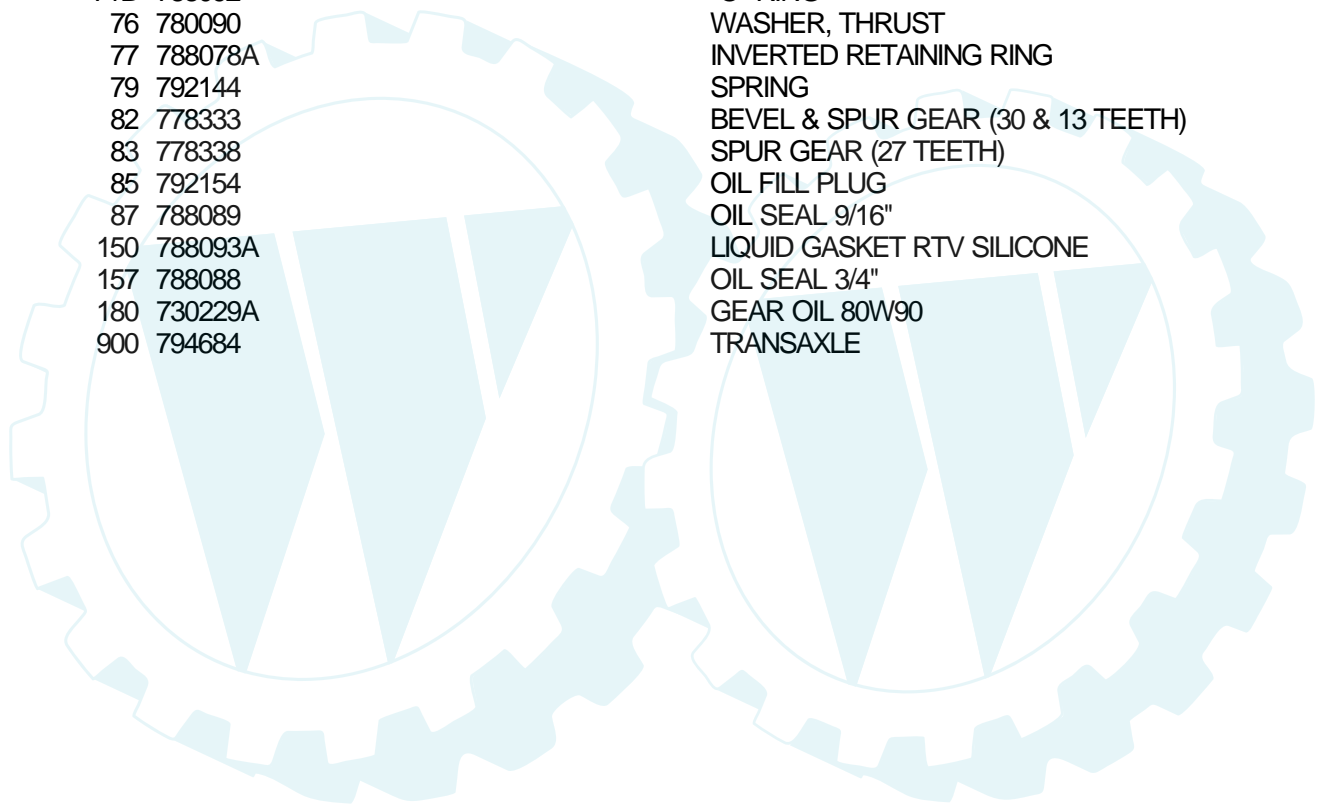 76 780090 WASHER, THRUST
77 788078A INVERTED RETAINING RING
79 792144 SPRING
82 778333 BEVEL & SPUR GEAR (30 & 13 TEETH)
83 778338 SPUR GEAR (27 TEETH)
85 792154 OIL FILL PLUG
87 788089 OIL SEAL 9/16"
150 788093A LIQUID GASKET RTV SILICONE
157 788088 OIL SEAL 3/4"
180 730229A GEAR OIL 80W90
900 794684 TRANSAXLE